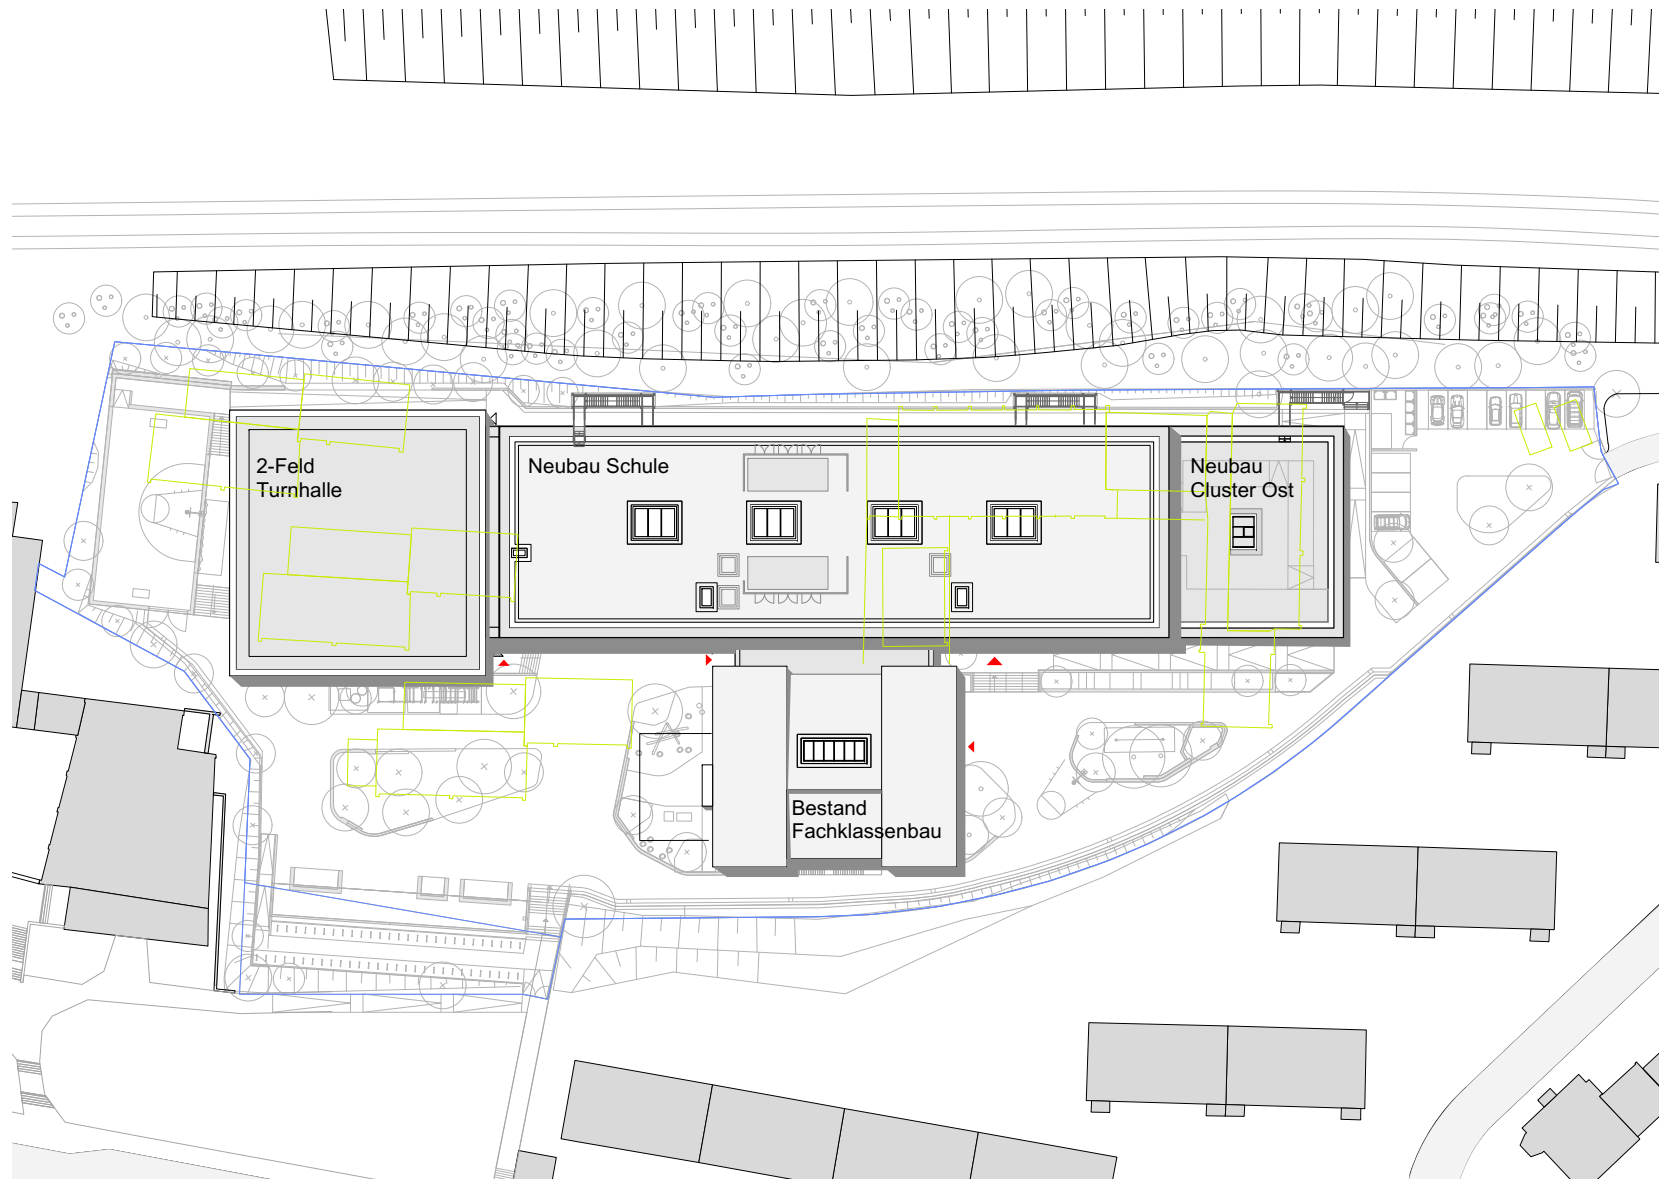 2-Feld
Turnhalle
Neubau Schule
Neubau
Cluster Ost
Bestand
Fachklassenbau